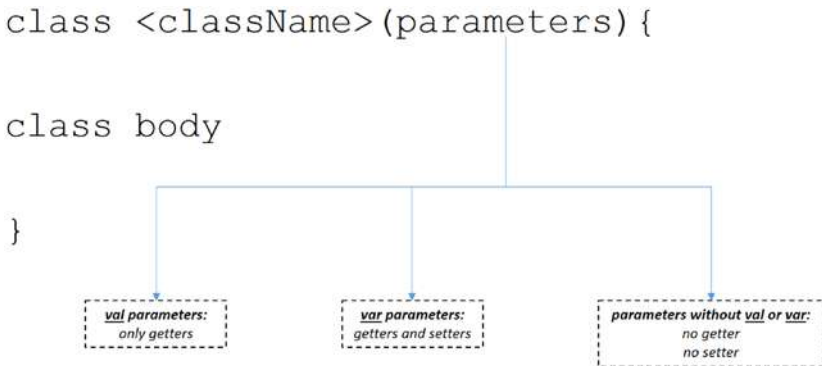 class <className>(parameters){
class body
}
val parameters:
only getters
var parameters:
getters and setters
parameters without val or var:
no getter
no setter